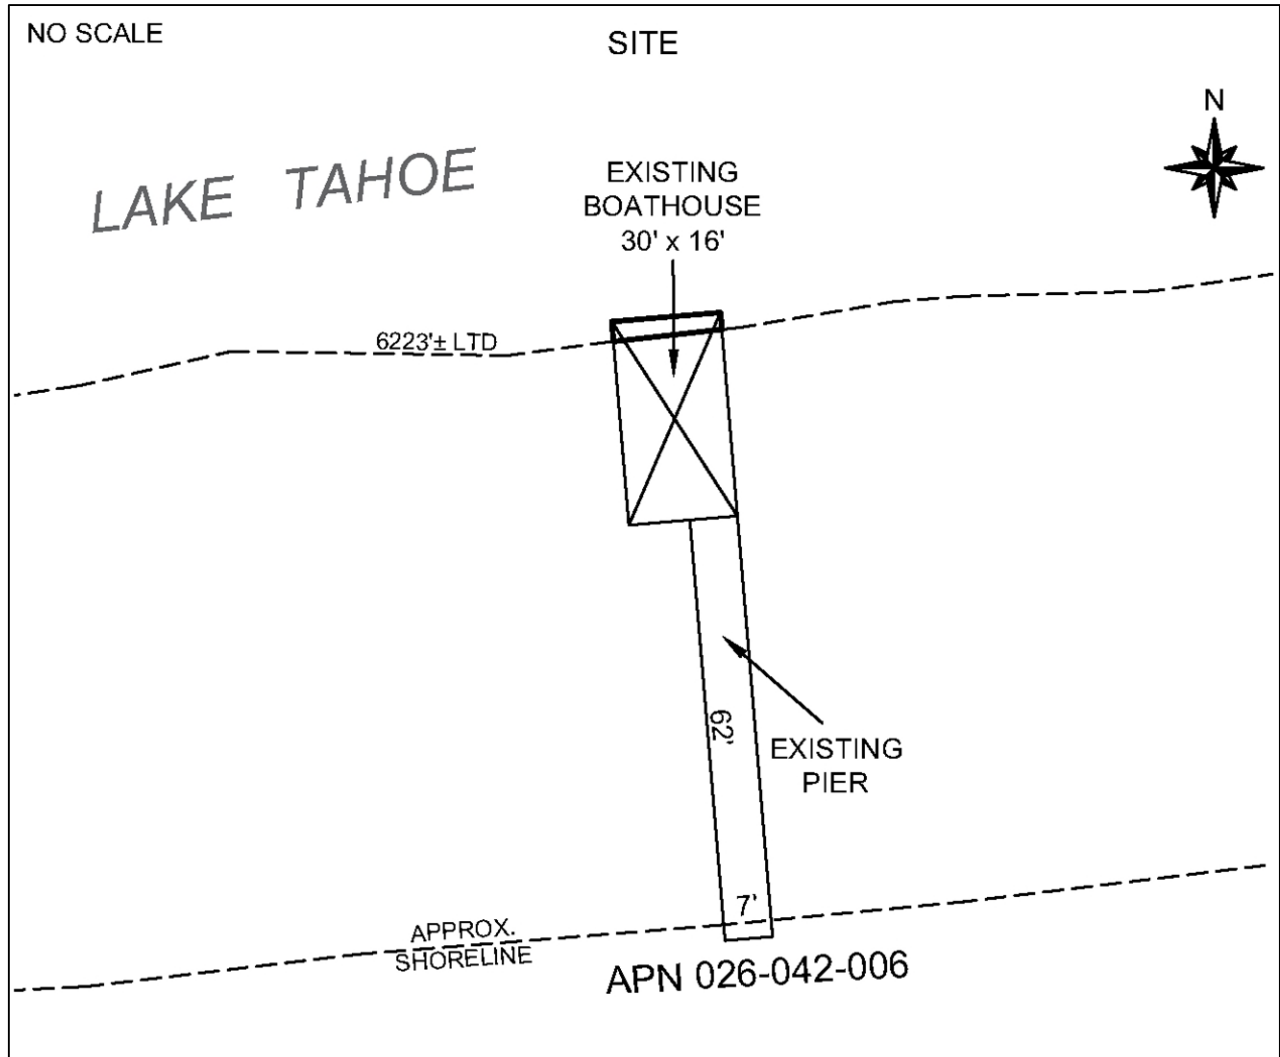 NO SCALE
SITE
N
LAKE TAHOE
EXISTING
BOATHOUSE
30' x 16'
6223'± LTD
62'
EXISTING
PIER
7'
APPROX.
SHORELINE
APN 026-042-006